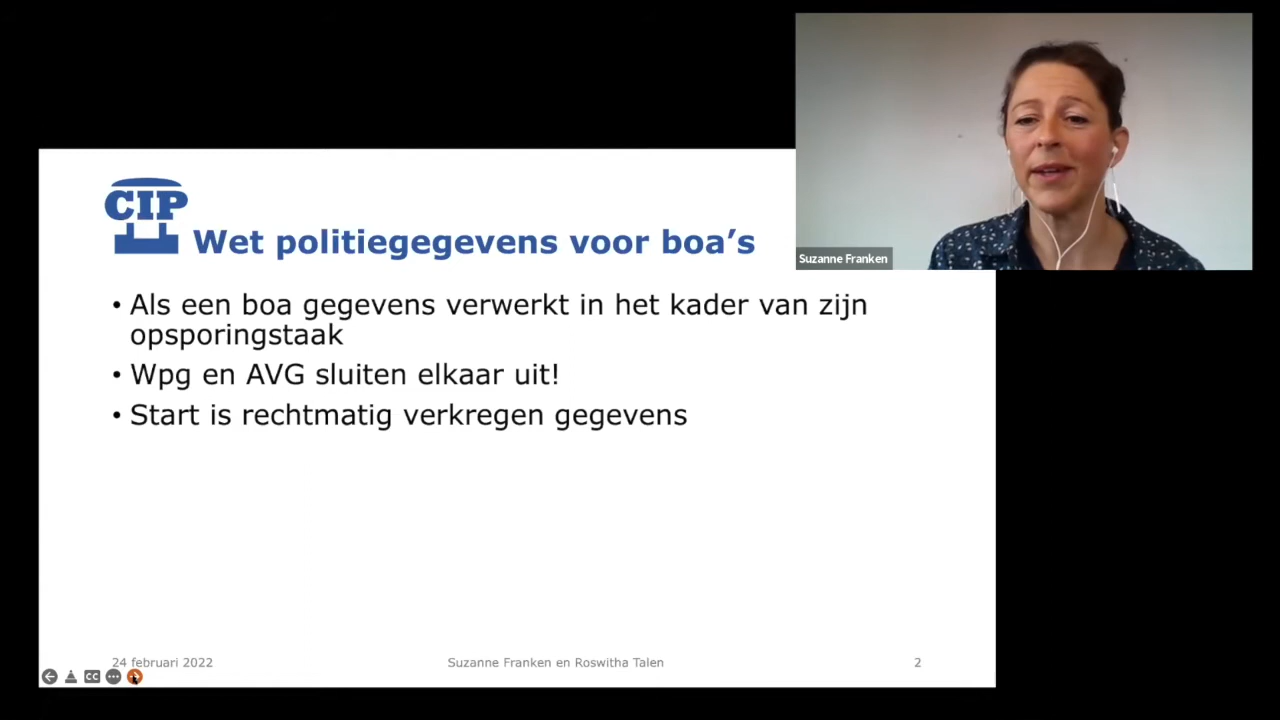 CIP
Wet politiegegevens voor boa’s
Suzanne Franken
• Als een boa gegevens verwerkt in het kader van zijn
opsporingstaak
• Wpg en AVG sluiten elkaar uit!
• Start is rechtmatig verkregen gegevens
24 februari 2022
Suzanne Franken en Roswitha Talen
2
CC